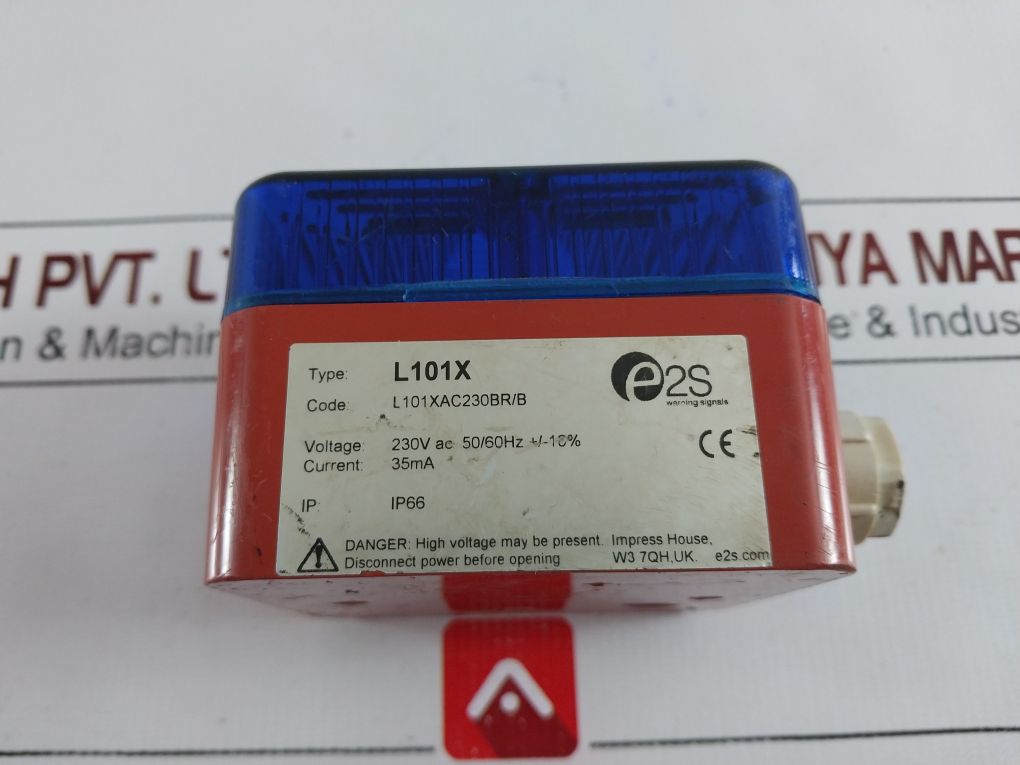 H PVT. L
YA MAR
n & Machin
e & Indus
Type: L101X
e2S
warning signals
Code: L101XAC230BR/B
Voltage: 230V ac 50/60Hz +/-10%
CE
Current: 35mA
IP: IP66
DANGER: High voltage may be present. Impress House,
Disconnect power before opening W3 7QH,UK. e2s.com